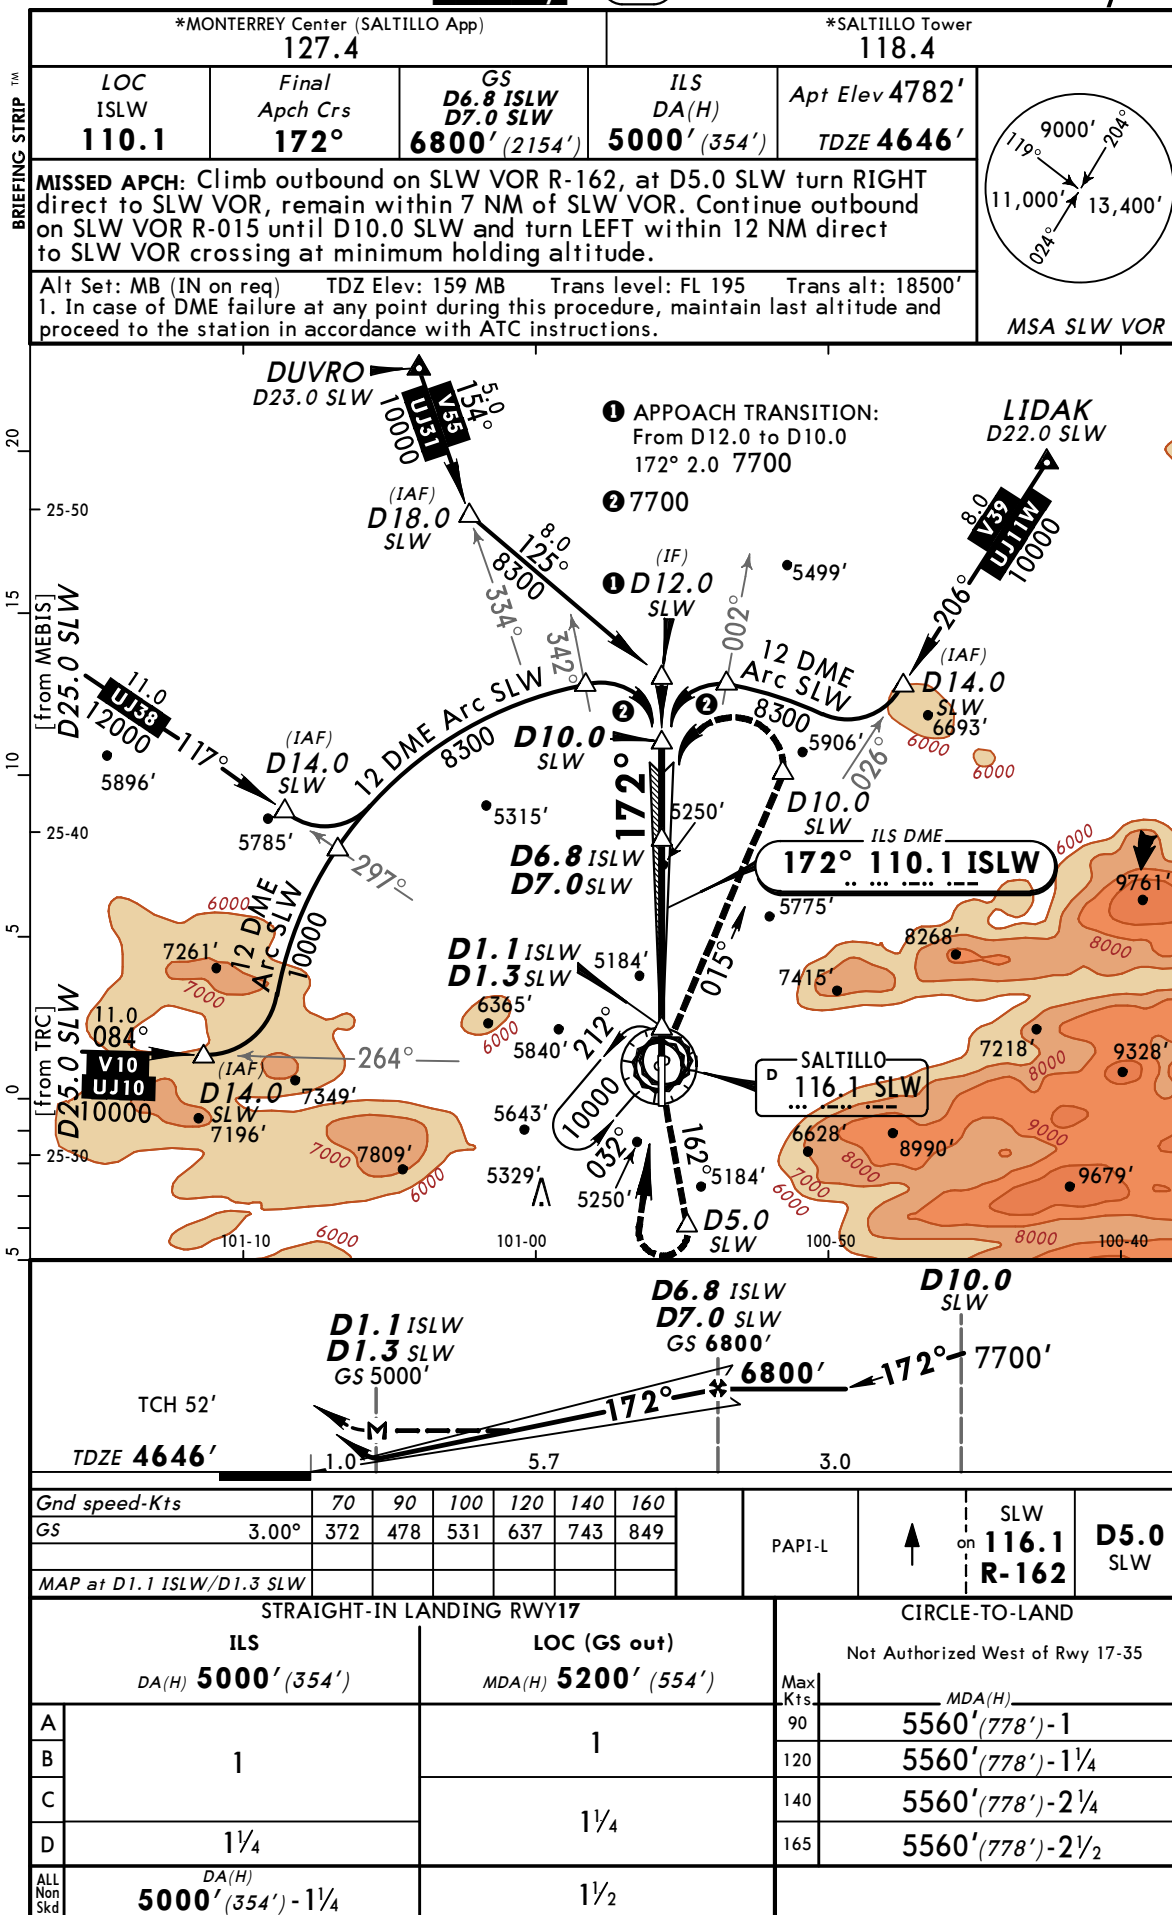 *MONTERREY Center (SALTILLO App)
127.4
*SALTILLO Tower
118.4
BRIEFING STRIP ™
LOC
ISLW
110.1
Final
Apch Crs
172°
GS
D6.8 ISLW
D7.0 SLW
6800' (2154')
ILS
DA(H)
5000' (354')
Apt Elev 4782'
TDZE 4646'
MISSED APCH: Climb outbound on SLW VOR R-162, at D5.0 SLW turn RIGHT
direct to SLW VOR, remain within 7 NM of SLW VOR. Continue outbound
on SLW VOR R-015 until D10.0 SLW and turn LEFT within 12 NM direct
to SLW VOR crossing at minimum holding altitude.
Alt Set: MB (IN on req) TDZ Elev: 159 MB Trans level: FL 195 Trans alt: 18500'
1. In case of DME failure at any point during this procedure, maintain last altitude and
proceed to the station in accordance with ATC instructions.
9000'
119°
204°
11,000'
13,400'
024°
MSA SLW VOR
DUVRO
D23.0 SLW
5.0
154°
V55
UJ31
10000
1 APPOACH TRANSITION:
From D12.0 to D10.0
172° 2.0 7700
2 7700
LIDAK
D22.0 SLW
8.0
V39
UJ11W
10000
206°
20
25-50
(IAF)
D18.0
SLW
8.0
125°
8300
334°
342°
(IF)
1 D12.0
SLW
002°
5499'
15
[from MEBIS]
D25.0 SLW
11.0
UJ38
12000
117°
5896'
(IAF)
D14.0
SLW
12 DME Arc SLW
8300
2
2
12 DME
Arc SLW
8300
(IAF)
D14.0
SLW
6693'
6000
6000
D10.0
SLW
5906'
026°
10
25-40
5785'
5315'
172°
5250'
D10.0
SLW
297°
D6.8 ISLW
D7.0 SLW
ILS DME
172° 110.1 ISLW
6000
9761'
5775'
12 DME
Arc SLW
10000
6000
7261'
7000
5
D1.1 ISLW
D1.3 SLW
5184'
015°
8268'
8000
7415'
[from TRC]
D25.0 SLW
11.0
084°
V10
UJ10
10000
264°
(IAF)
D14.0
SLW
7349'
7196'
6365'
6000
5840'
212°
10000
032°
SALTILLO
D
116.1 SLW
7218'
8000
9328'
0
5643'
25-30
7000
7809'
6000
5329'
5250'
162°
5184'
6628'
8990'
9000
8000
7000
6000
9679'
D5.0
SLW
6000
8000
5
101-10
101-00
100-50
100-40
D1.1 ISLW
D1.3 SLW
GS 5000'
D6.8 ISLW
D7.0 SLW
GS 6800'
D10.0
SLW
6800'
172°
7700'
172°
TCH 52'
M
TDZE 4646'
1.0
5.7
3.0
Gnd speed-Kts 70 90 100 120 140 160
GS 3.00° 372 478 531 637 743 849
MAP at D1.1 ISLW/D1.3 SLW
PAPI-L
on
SLW
116.1
R-162
D5.0
SLW
STRAIGHT-IN LANDING RWY17
CIRCLE-TO-LAND
ILS
DA(H) 5000' (354')
LOC (GS out)
MDA(H) 5200' (554')
Not Authorized West of Rwy 17-35
Max
Kts
MDA(H)
A
1
1
90
5560' (778') - 1
B
120
5560' (778') - 1¼
C
1¼
140
5560' (778') - 2¼
D
1¼
165
5560' (778') - 2½
ALL
Non
Skd
DA(H)
5000' (354') - 1¼
1½